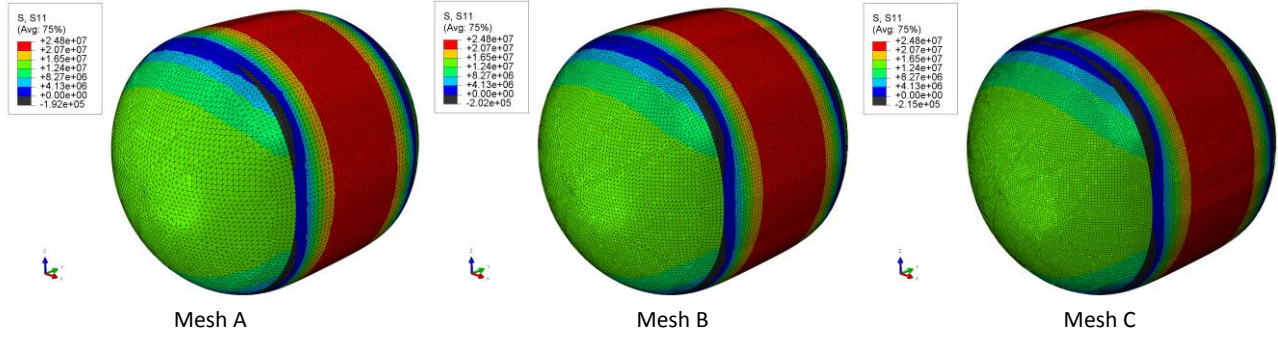 S, S11
(Avg: 75%)
+2.48e+07
+2.07e+07
+1.65e+07
+1.24e+07
+8.27e+06
+4.13e+06
+0.00e+00
-1.92e+05
Mesh A
S, S11
(Avg: 75%)
+2.48e+07
+2.07e+07
+1.65e+07
+1.24e+07
+8.27e+06
+4.13e+06
+0.00e+00
-2.02e+05
Mesh B
S, S11
(Avg: 75%)
+2.48e+07
+2.07e+07
+1.65e+07
+1.24e+07
+8.27e+06
+4.13e+06
+0.00e+00
-2.15e+05
Mesh C